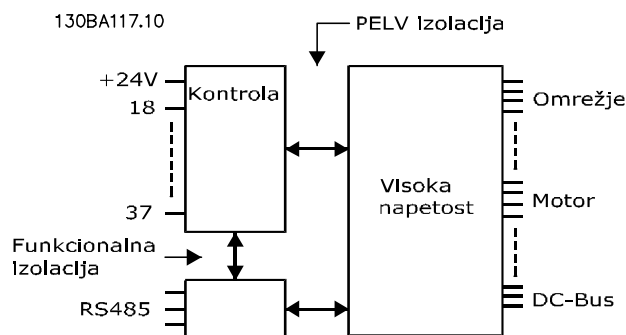 130BA117.10
PELV Izolacija
+24V
Kontrola
18
37
Omrežje
VIsoka
napetost
Motor
Funkcionalna
Izolacija
RS485
DC-Bus